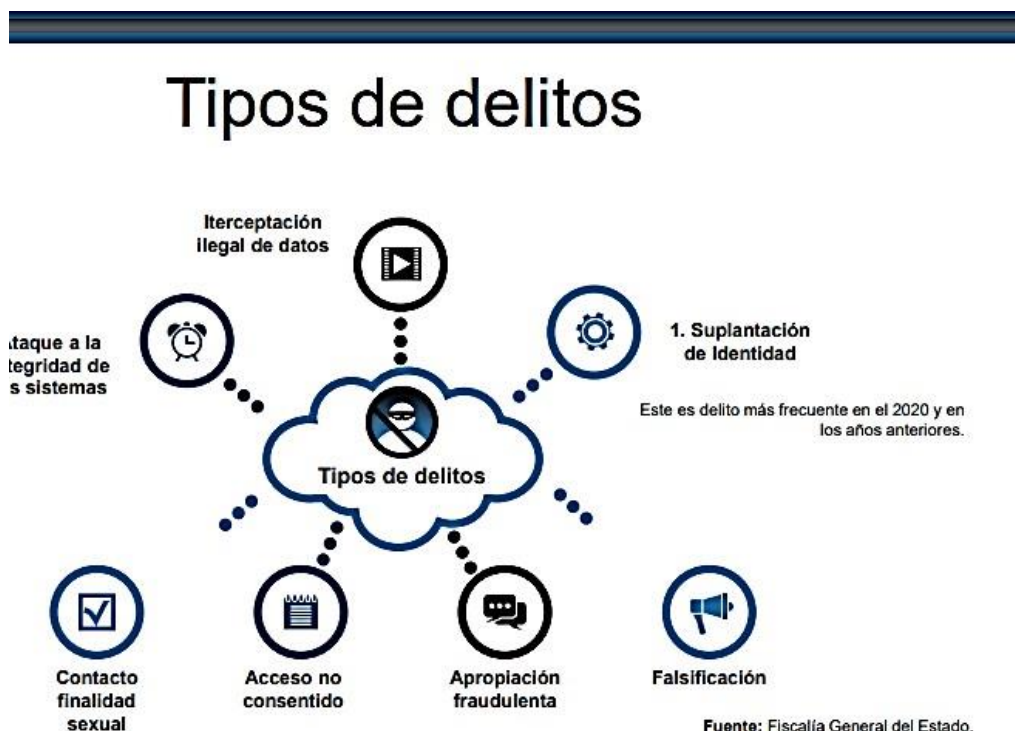 Tipos de delitos
Iterceptación
ilegal de datos
taque a la
tegridad de
s sistemas
1. Suplantación
de Identidad
Este es delito más frecuente en el 2020 y en
los años anteriores.
Tipos de delitos
Contacto
finalidad
sexual
Acceso no
consentido
Apropiación
fraudulenta
Falsificación
Fuente: Fiscalía General del Estado.